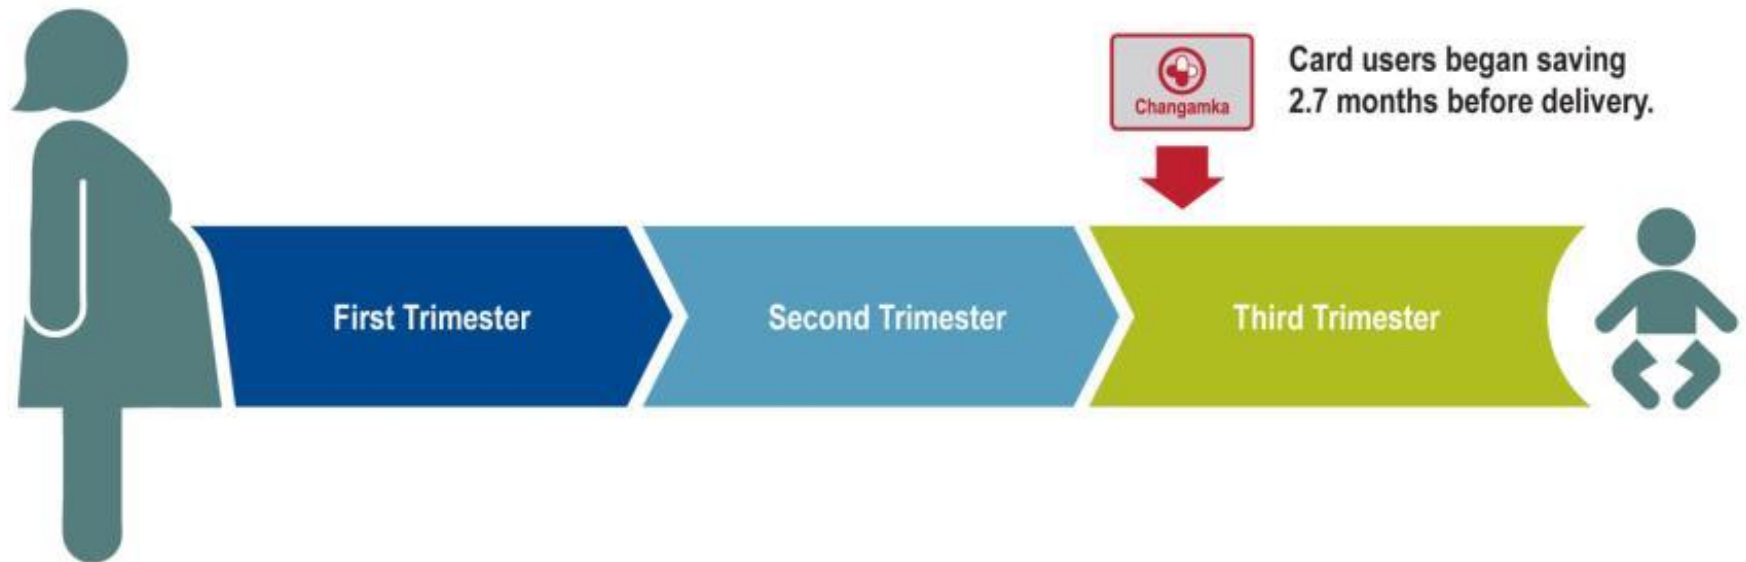 Changamka
Card users began saving
2.7 months before delivery.
First Trimester
Second Trimester
Third Trimester